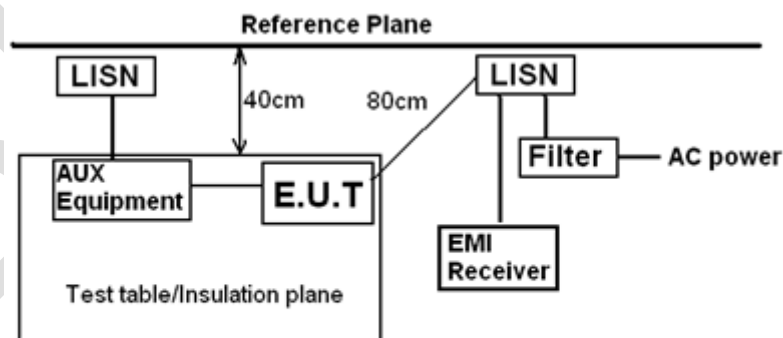 Reference Plane
LISN
40cm
80cm
LISN
Filter
AC power
AUX
Equipment
E.U.T
EMI
Receiver
Test table/Insulation plane